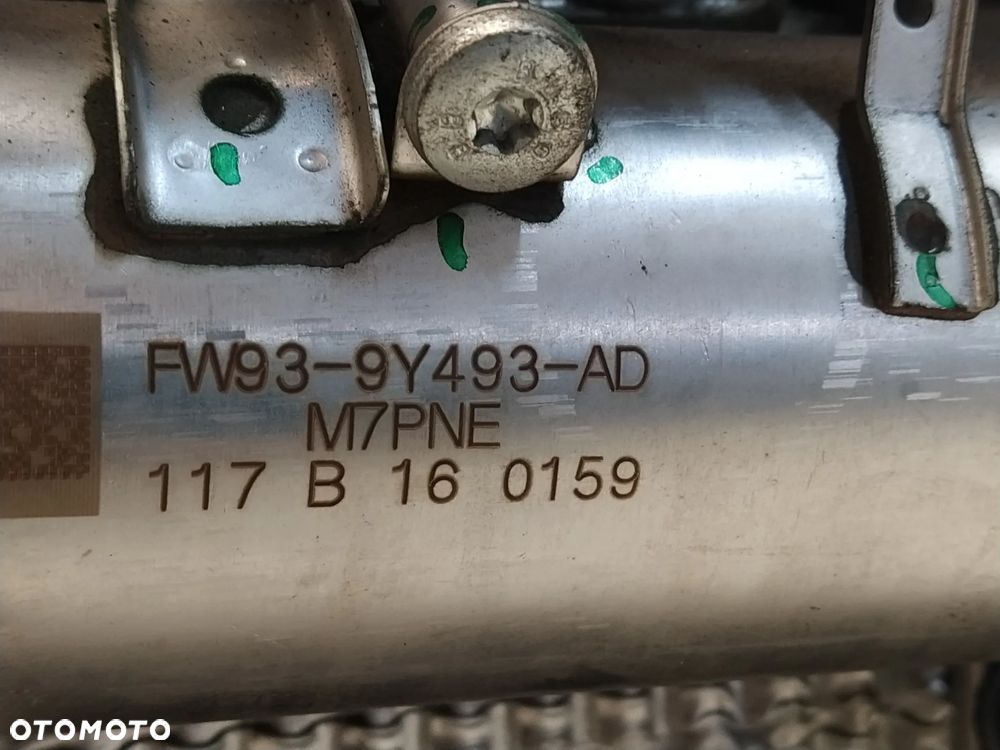 FW93-9Y493-AD
M7PNE
117 B 16 0159
OTOMOTO